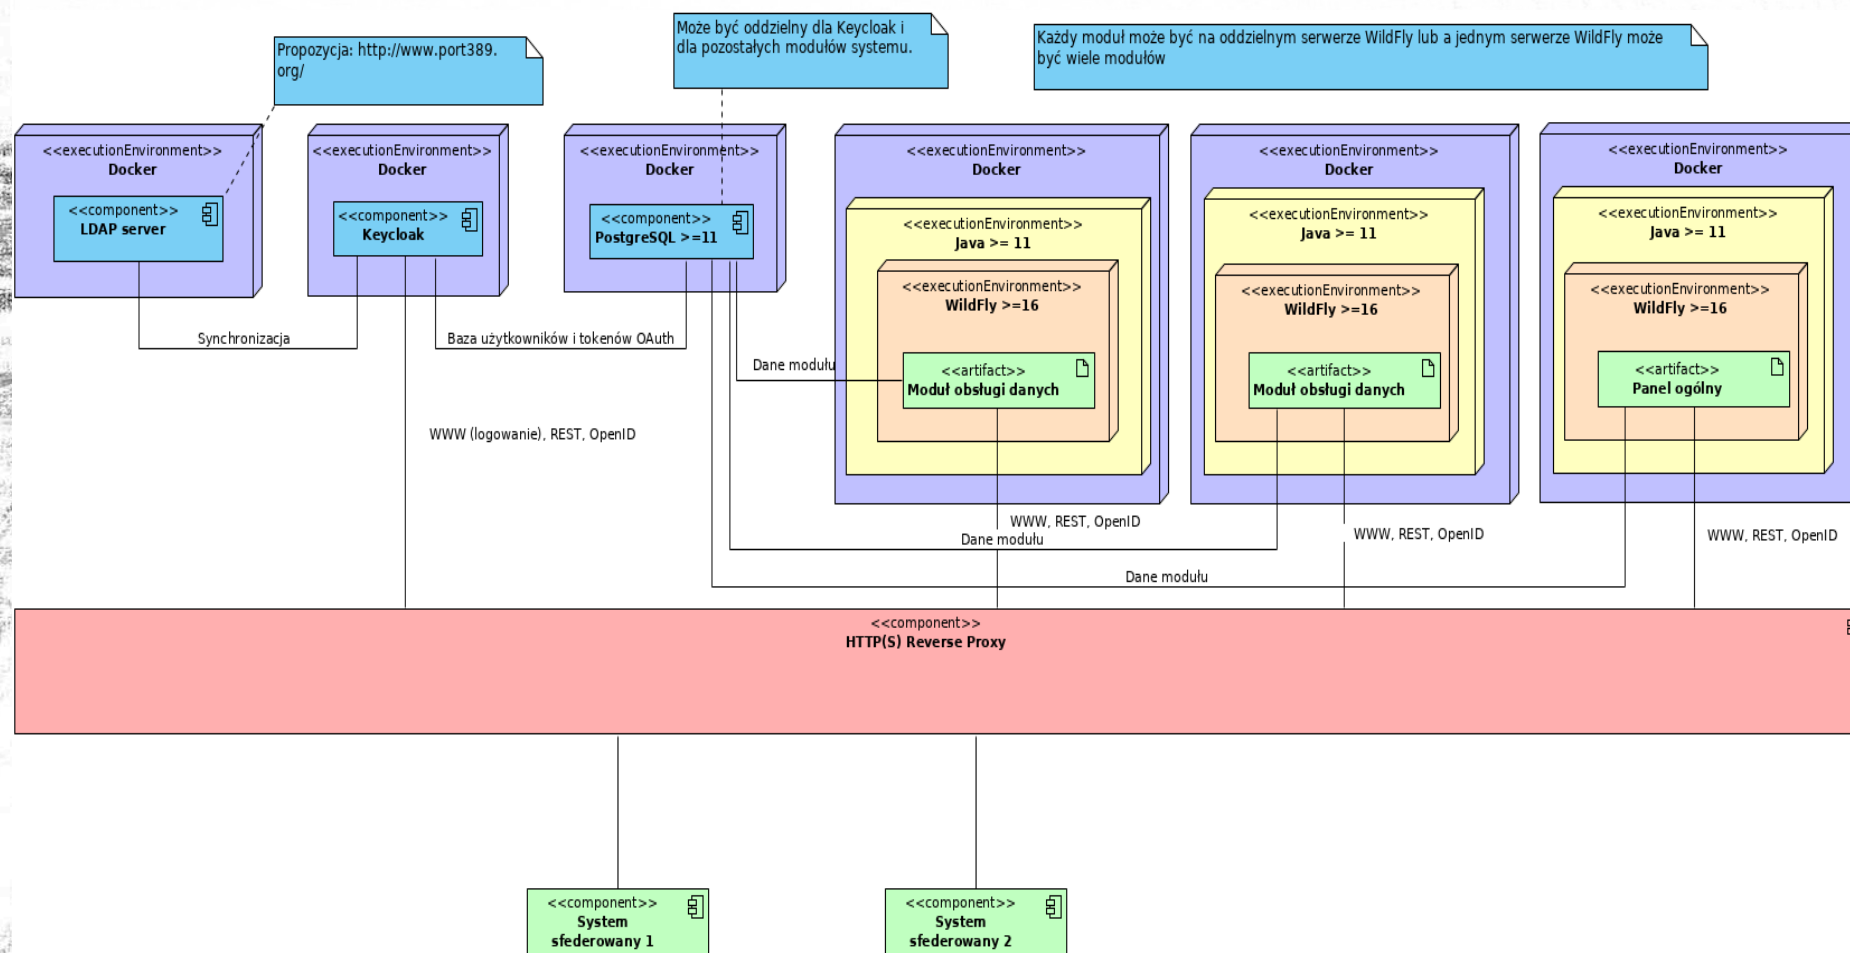 Propozycja: http://www.port389.
org/
Może być oddzielny dla Keycloak i
dla pozostałych modułów systemu.
Każdy moduł może być na oddzielnym serwerze WildFly lub a jednym serwerze WildFly może
być wiele modułów
<<executionEnvironment>>
Docker
<<component>>
LDAP server
<<executionEnvironment>>
Docker
<<component>>
Keycloak
<<executionEnvironment>>
Docker
<<component>>
PostgreSQL >=11
<<executionEnvironment>>
Docker
<<executionEnvironment>>
Java >= 11
<<executionEnvironment>>
WildFly >=16
<<artifact>>
Moduł obsługi danych
<<executionEnvironment>>
Docker
<<executionEnvironment>>
Java >= 11
<<executionEnvironment>>
WildFly >=16
<<artifact>>
Moduł obsługi danych
<<executionEnvironment>>
Docker
<<executionEnvironment>>
Java >= 11
<<executionEnvironment>>
WildFly >=16
<<artifact>>
Panel ogólny
Synchronizacja
Baza użytkowników i tokenów OAuth
Dane modułu
WWW (logowanie), REST, OpenID
WWW, REST, OpenID
Dane modułu
WWW, REST, OpenID
WWW, REST, OpenID
Dane modułu
<<component>>
HTTP(S) Reverse Proxy
<<component>>
System
sfederowany 1
<<component>>
System
sfederowany 2